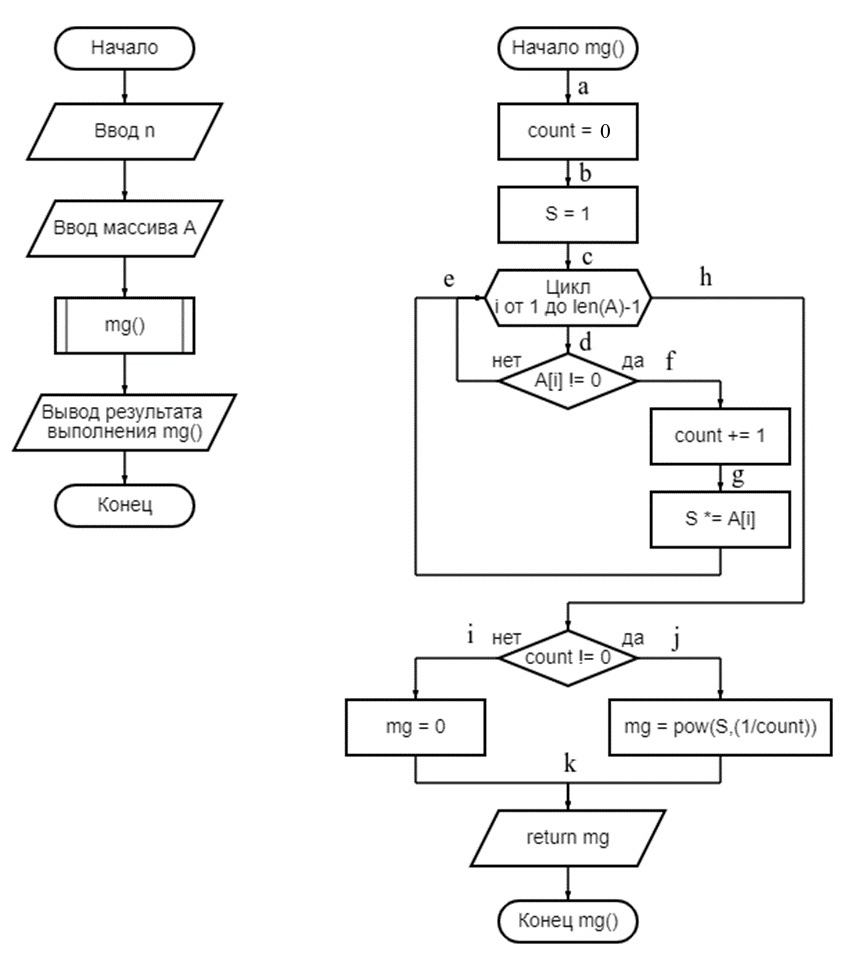 Начало
Ввод n
Ввод массива A
mg()
Вывод результата
выполнения mg()
Конец
Начало mg()
a
count = 0
b
S = 1
c
e
h
Цикл
i от 1 до len(A)-1
d
нет
да
f
A[i] != 0
count += 1
g
S *= A[i]
i
нет
да
j
count != 0
mg = 0
mg = pow(S,(1/count))
k
return mg
Конец mg()